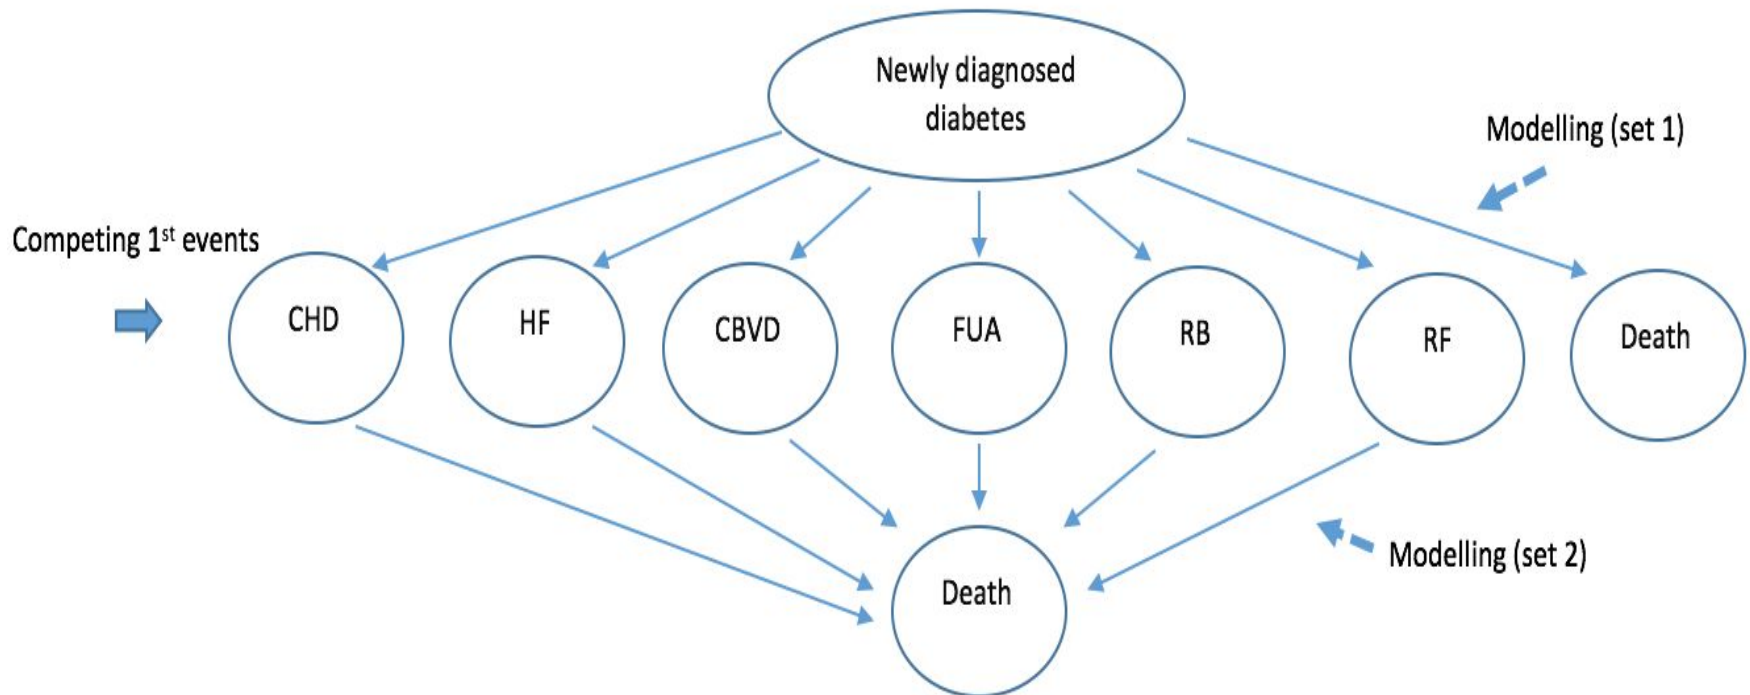 Newly diagnosed
diabetes
Modelling (set 1)
Competing 1st events
CHD
HF
CBVD
FUA
RB
RF
Death
Death
Modelling (set 2)